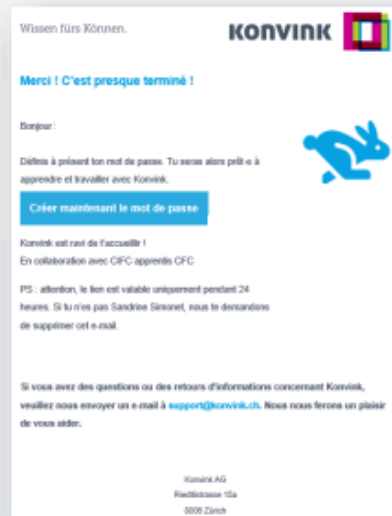 Wissen fürs Können.
KONVINK
Merci ! C'est presque terminé !
Bonjour !
Définis à présent ton mot de passe. Tu seras alors prêt-e à
apprendre et travailler avec Konvink.
Créer maintenant le mot de passe
Konvink est ravi de t'accueillir !
En collaboration avec CIFC apprentis CFC
PS : attention, le lien est valable uniquement pendant 24
heures. Si tu n'es pas Sandrine Simonet, nous te demandons
de supprimer cet e-mail.
Si vous avez des questions ou des retours d'informations concernant Konvink,
veuillez nous envoyer un e-mail à support@konvink.ch. Nous nous ferons un plaisir
de vous aider.
Konvink AG
Riedtlistrasse 15a
8006 Zürich